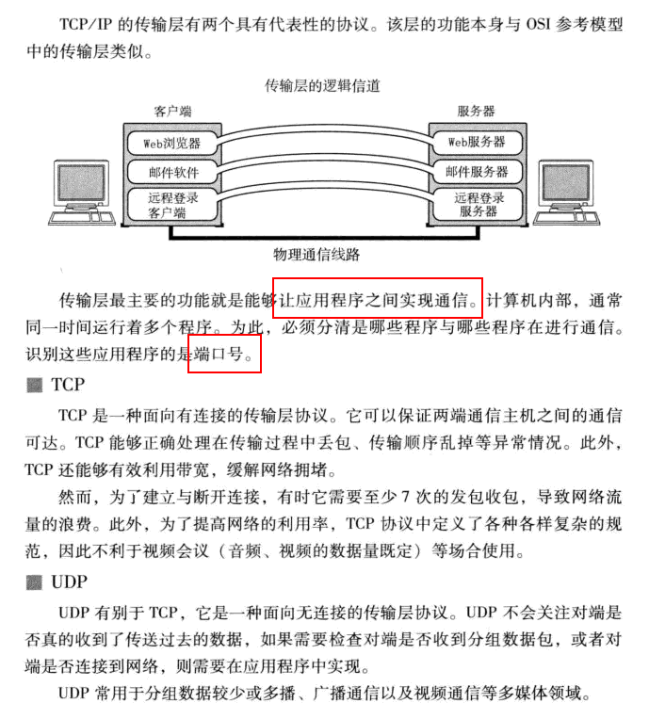 TCP/IP 的传输层有两个具有代表性的协议。该层的功能本身与 OSI 参考模型
中的传输层类似。
传输层的逻辑信道
客户端
服务器
Web浏览器
Web服务器
邮件软件
邮件服务器
远程登录
客户端
远程登录
服务器
物理通信线路
传输层最主要的功能就是能够让应用程序之间实现通信。计算机内部，通常
同一时间运行着多个程序。为此，必须分清是哪些程序与哪些程序在进行通信。
识别这些应用程序的是端口号。
TCP
TCP 是一种面向有连接的传输层协议。它可以保证两端通信主机之间的通信
可达。TCP 能够正确处理在传输过程中丢包、传输顺序乱掉等异常情况。此外，
TCP 还能够有效利用带宽，缓解网络拥堵。
然而，为了建立与断开连接，有时它需要至少 7 次的发包收包，导致网络流
量的浪费。此外，为了提高网络的利用率，TCP 协议中定义了各种各样复杂的规
范，因此不利于视频会议（音频、视频的数据量既定）等场合使用。
UDP
UDP 有别于 TCP，它是一种面向无连接的传输层协议。UDP 不会关注对端是
否真的收到了传送过去的数据，如果需要检查对端是否收到分组数据包，或者对
端是否连接到网络，则需要在应用程序中实现。
UDP 常用于分组数据较少或多播、广播通信以及视频通信等多媒体领域。